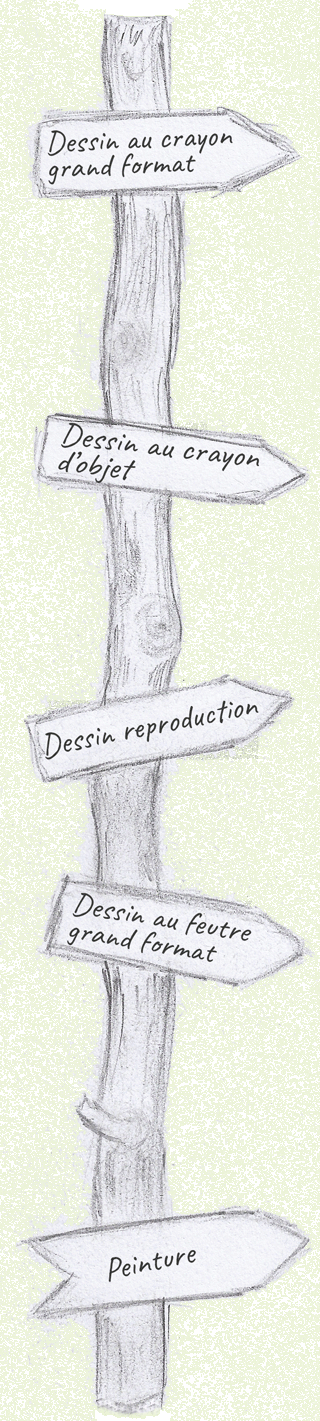 Dessin au crayon
grand format
Dessin au crayon
d'objet
Dessin reproduction
Dessin au feutre
grand format
Peinture